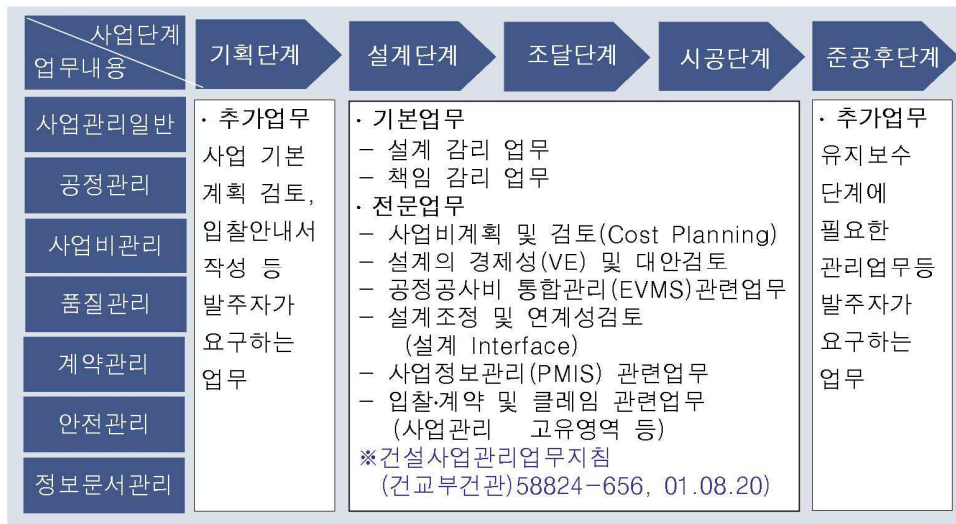 사업단계
업무내용
기획단계
설계단계
조달단계
시공단계
준공후단계
사업관리일반
공정관리
사업비관리
품질관리
계약관리
안전관리
정보문서관리
· 추가업무
사업 기본
계획 검토,
입찰안내서
작성 등
발주자가
요구하는
업무
· 기본업무
- 설계 감리 업무
- 책임 감리 업무
· 전문업무
- 사업비계획 및 검토(Cost Planning)
- 설계의 경제성(VE) 및 대안검토
- 공정공사비 통합관리(EVMS)관련업무
- 설계조정 및 연계성검토
(설계 Interface)
- 사업정보관리(PMIS) 관련업무
- 입찰·계약 및 클레임 관련업무
(사업관리 고유영역 등)
※건설사업관리업무지침
(건교부건관)58824-656, 01.08.20)
· 추가업무
유지보수
단계에
필요한
관리업무등
발주자가
요구하는
업무